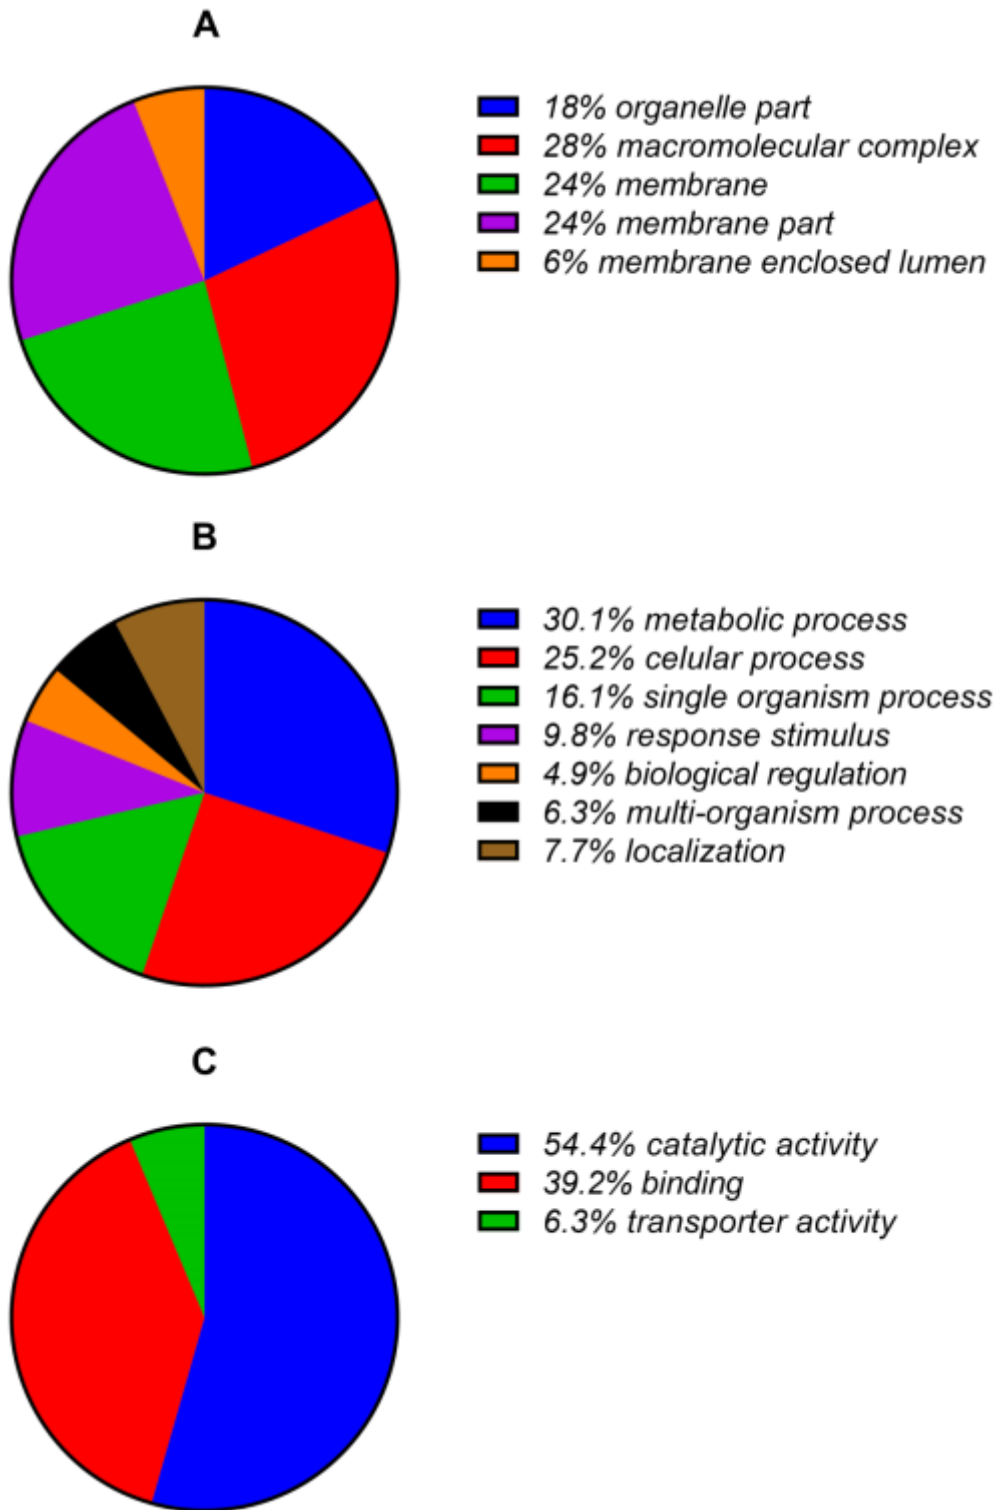 A
18% organelle part
28% macromolecular complex
24% membrane
24% membrane part
6% membrane enclosed lumen
B
30.1% metabolic process
25.2% celular process
16.1% single organism process
9.8% response stimulus
4.9% biological regulation
6.3% multi-organism process
7.7% localization
C
54.4% catalytic activity
39.2% binding
6.3% transporter activity